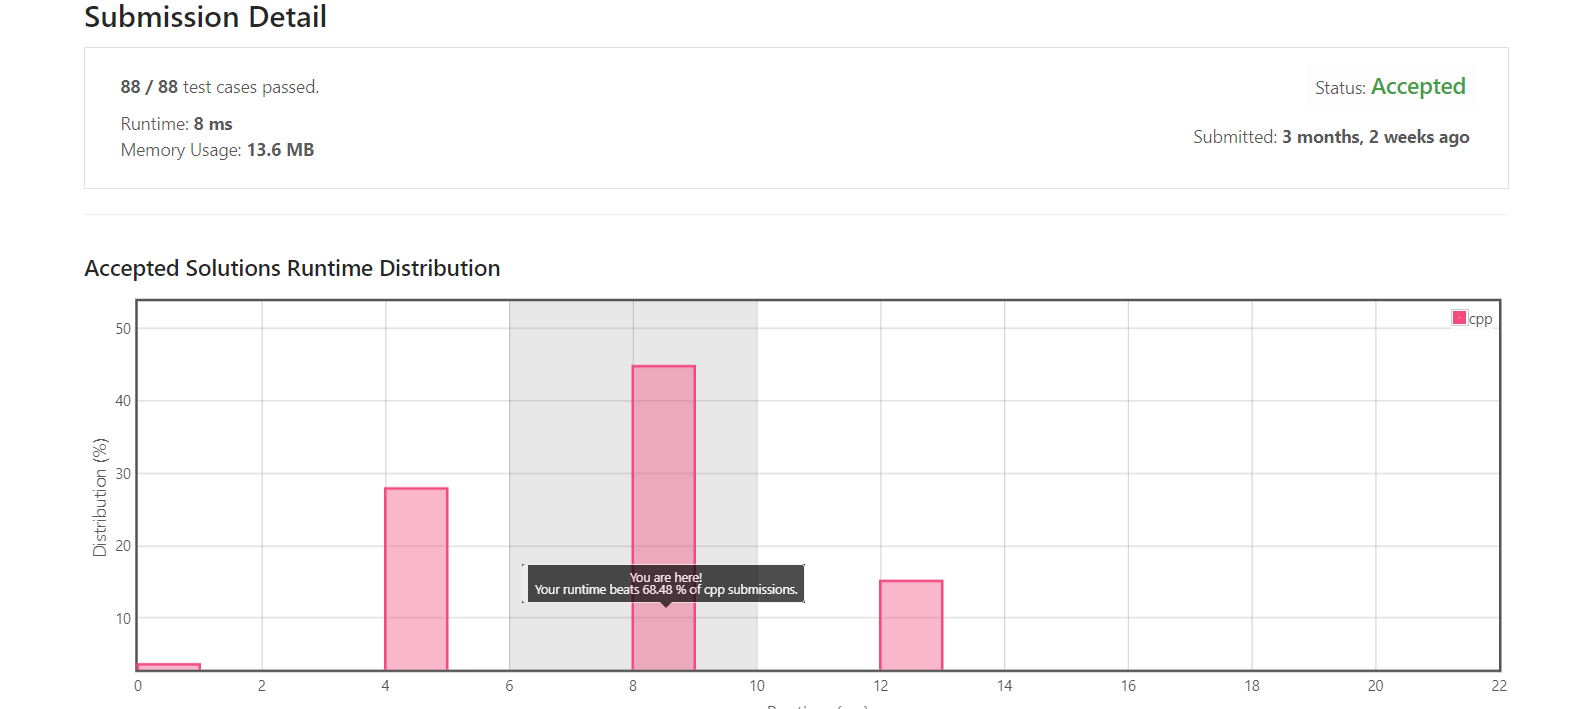 Submission Detail
88 / 88 test cases passed.
Status: Accepted
Runtime: 8 ms
Submitted: 3 months, 2 weeks ago
Memory Usage: 13.6 MB
Accepted Solutions Runtime Distribution
cpp
50
40
30
20
10
Distribution (%)
You are here!
Your runtime beats 68.48 % of cpp submissions.
0 2 4 6 8 10 12 14 16 18 20 22